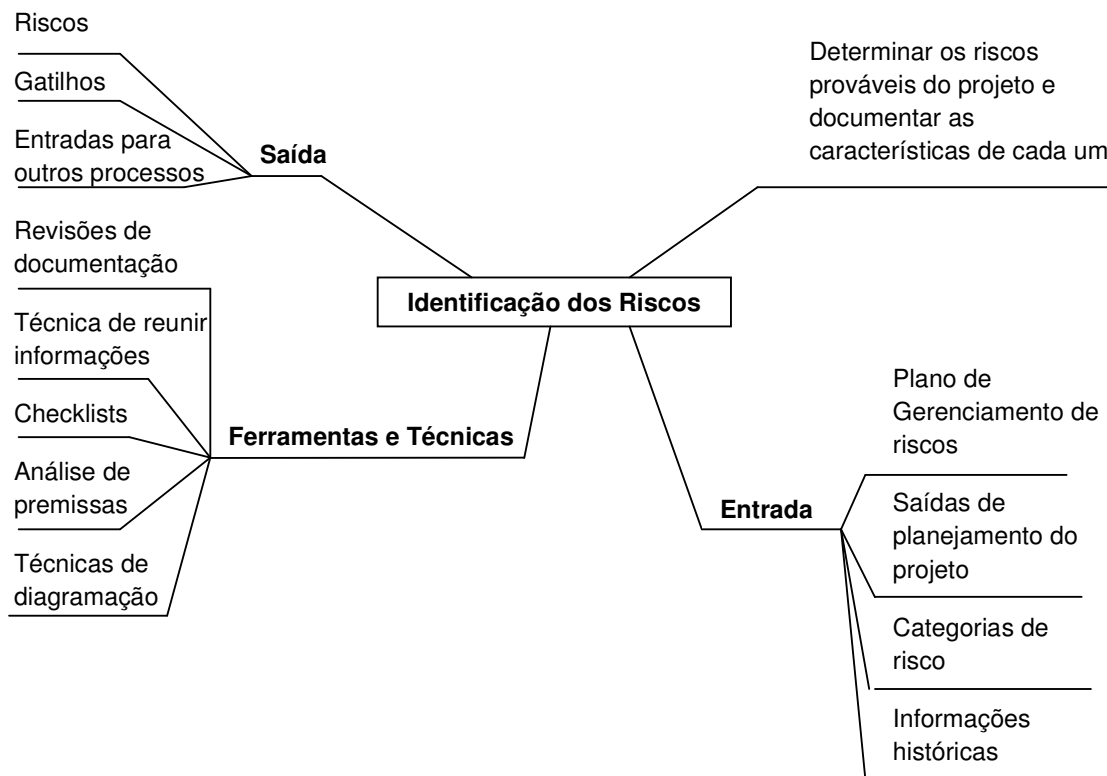 Riscos
Gatilhos
Entradas para
outros processos
Saída
Determinar os riscos
prováveis do projeto e
documentar as
características de cada um
Identificação dos Riscos
Revisões de
documentação
Técnica de reunir
informações
Checklists
Análise de
premissas
Técnicas de
diagramação
Ferramentas e Técnicas
Entrada
Plano de
Gerenciamento de
riscos
Saídas de
planejamento do
projeto
Categorias de
risco
Informações
históricas